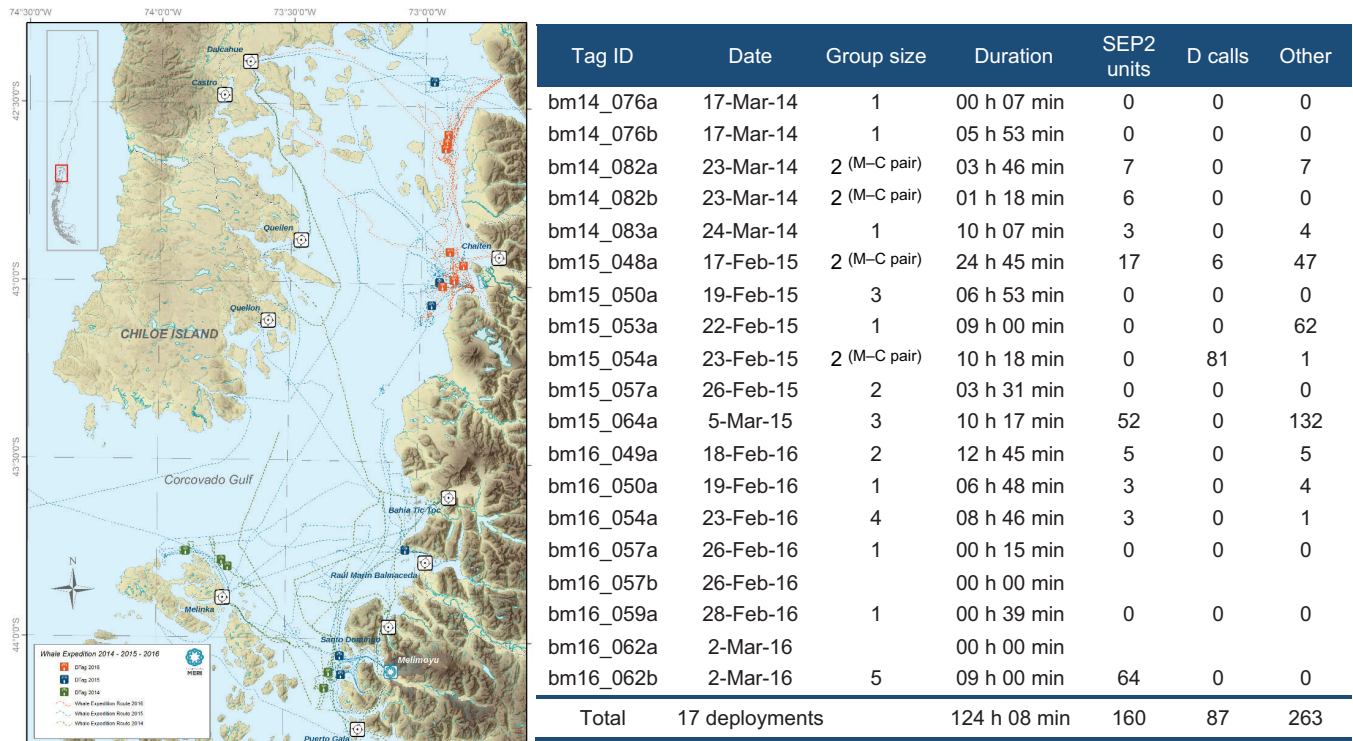 74°30'0"S
74°0'0"S
73°30'0"S
73°0'0"S
42°30'0"S
43°0'0"S
43°30'0"S
44°0'0"S
Dalcahue
Castro
Queilen
Chaiten
Quellon
CHILOE ISLAND
Corcovado Gulf
Bahia Tic Toc
Raul Marin Balmaceda
Melinka
Santo Domingo
Melimoyu
Puerto Gala
N
Whale Expedition 2014 - 2015 - 2016
DTag 2016
DTag 2015
DTag 2014
Whale Expedition Route 2016
Whale Expedition Route 2015
Whale Expedition Route 2014
MERI
Tag ID Date Group size Duration SEP2 units D calls Other
bm14_076a 17-Mar-14 1 00 h 07 min 0 0 0
bm14_076b 17-Mar-14 1 05 h 53 min 0 0 0
bm14_082a 23-Mar-14 2 (M–C pair) 03 h 46 min 7 0 7
bm14_082b 23-Mar-14 2 (M–C pair) 01 h 18 min 6 0 0
bm14_083a 24-Mar-14 1 10 h 07 min 3 0 4
bm15_048a 17-Feb-15 2 (M–C pair) 24 h 45 min 17 6 47
bm15_050a 19-Feb-15 3 06 h 53 min 0 0 0
bm15_053a 22-Feb-15 1 09 h 00 min 0 0 62
bm15_054a 23-Feb-15 2 (M–C pair) 10 h 18 min 0 81 1
bm15_057a 26-Feb-15 2 03 h 31 min 0 0 0
bm15_064a 5-Mar-15 3 10 h 17 min 52 0 132
bm16_049a 18-Feb-16 2 12 h 45 min 5 0 5
bm16_050a 19-Feb-16 1 06 h 48 min 3 0 4
bm16_054a 23-Feb-16 4 08 h 46 min 3 0 1
bm16_057a 26-Feb-16 1 00 h 15 min 0 0 0
bm16_057b 26-Feb-16 00 h 00 min
bm16_059a 28-Feb-16 1 00 h 39 min 0 0 0
bm16_062a 2-Mar-16 00 h 00 min
bm16_062b 2-Mar-16 5 09 h 00 min 64 0 0
Total 17 deployments 124 h 08 min 160 87 263